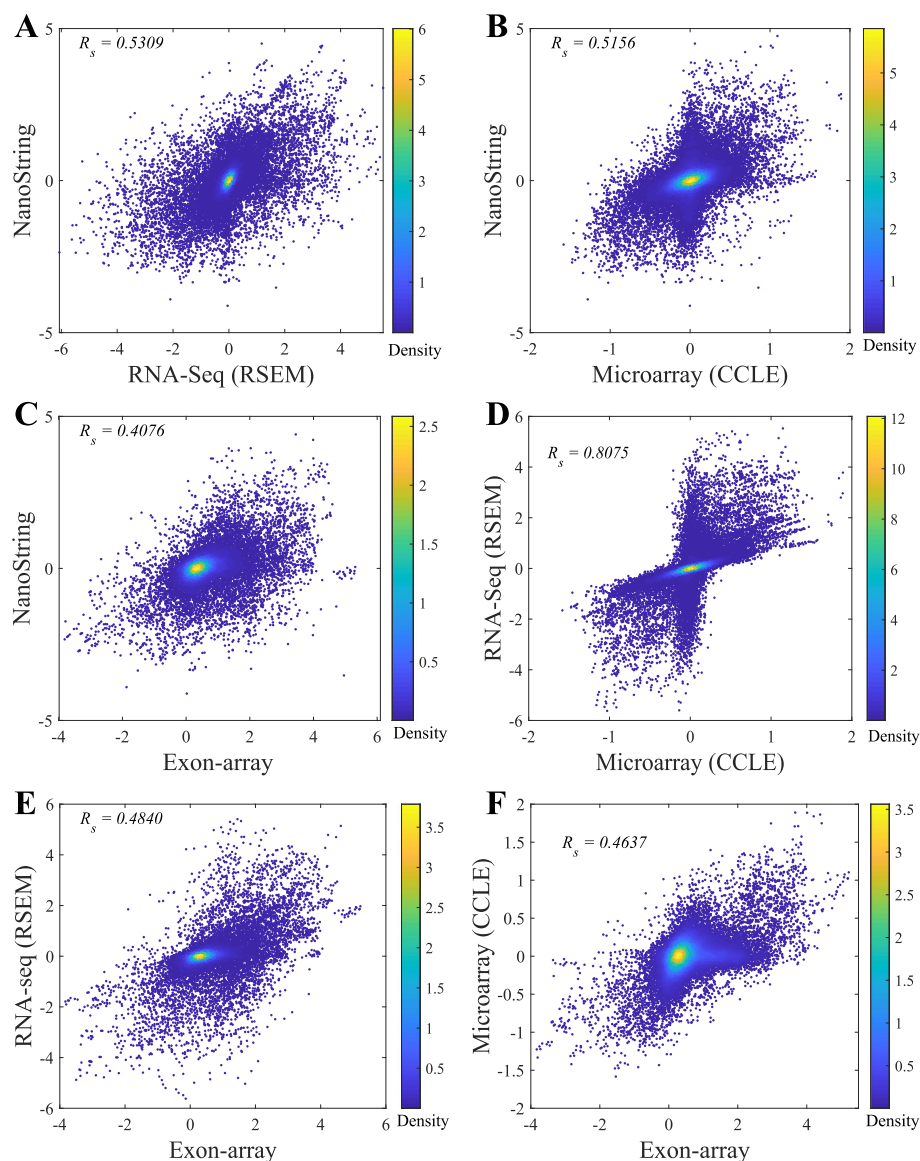 A
R_s = 0.5309
NanoString
5
0
-5
-6 -4 -2 0 2 4
RNA-Seq (RSEM)
6
5
4
3
2
1
Density
B
R_s = 0.5156
NanoString
5
0
-5
-2 -1 0 1 2
Microarray (CCLE)
5
4
3
2
1
Density
C
R_s = 0.4076
NanoString
5
0
-5
-4 -2 0 2 4 6
Exon-array
2.5
2
1.5
1
0.5
Density
D
R_s = 0.8075
RNA-Seq (RSEM)
6
4
2
0
-2
-4
-6
-2 -1 0 1 2
Microarray (CCLE)
12
10
8
6
4
2
Density
E
R_s = 0.4840
RNA-seq (RSEM)
6
4
2
0
-2
-4
-6
-4 -2 0 2 4 6
Exon-array
3.5
3
2.5
2
1.5
1
0.5
Density
F
R_s = 0.4637
Microarray (CCLE)
2
1.5
1
0.5
0
-0.5
-1
-1.5
-2
-4 -2 0 2 4
Exon-array
3.5
3
2.5
2
1.5
1
0.5
Density